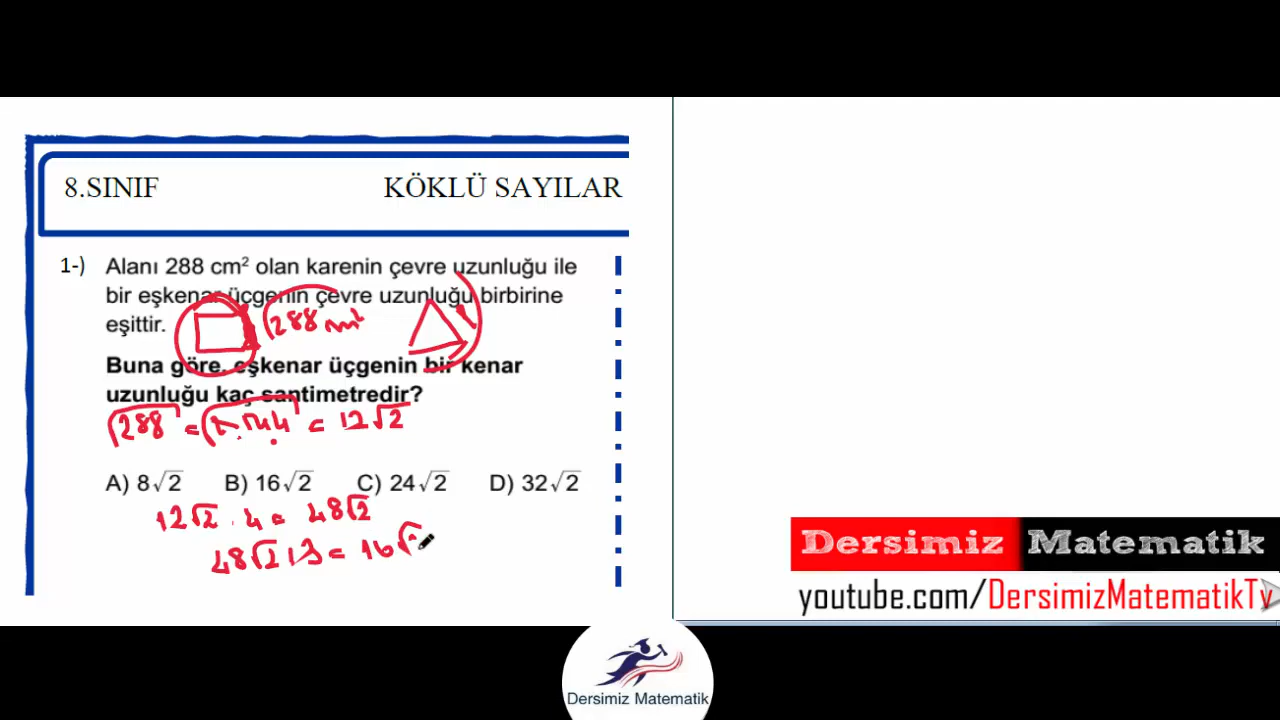 8.SINIF KÖKLÜ SAYILAR
1-) Alanı 288 cm² olan karenin çevre uzunluğu ile
bir eşkenar üçgenin çevre uzunluğu birbirine
eşittir.
√288
Buna göre, eşkenar üçgenin bir kenar
uzunluğu kaç santimetredir?
√288 = √2.144 = 12√2
A) 8√2 B) 16√2 C) 24√2 D) 32√2
12√2 . 4 = 48√2
48√2 / 3 = 16√
Dersimiz Matematik
youtube.com/DersimizMatematikTv
Dersimiz Matematik